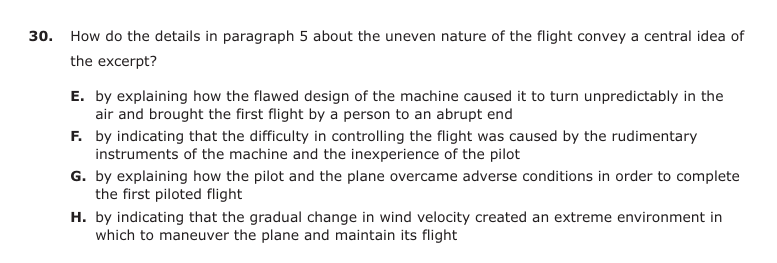 30. How do the details in paragraph 5 about the uneven nature of the flight convey a central idea of
the excerpt?
E. by explaining how the flawed design of the machine caused it to turn unpredictably in the
air and brought the first flight by a person to an abrupt end
F. by indicating that the difficulty in controlling the flight was caused by the rudimentary
instruments of the machine and the inexperience of the pilot
G. by explaining how the pilot and the plane overcame adverse conditions in order to complete
the first piloted flight
H. by indicating that the gradual change in wind velocity created an extreme environment in
which to maneuver the plane and maintain its flight